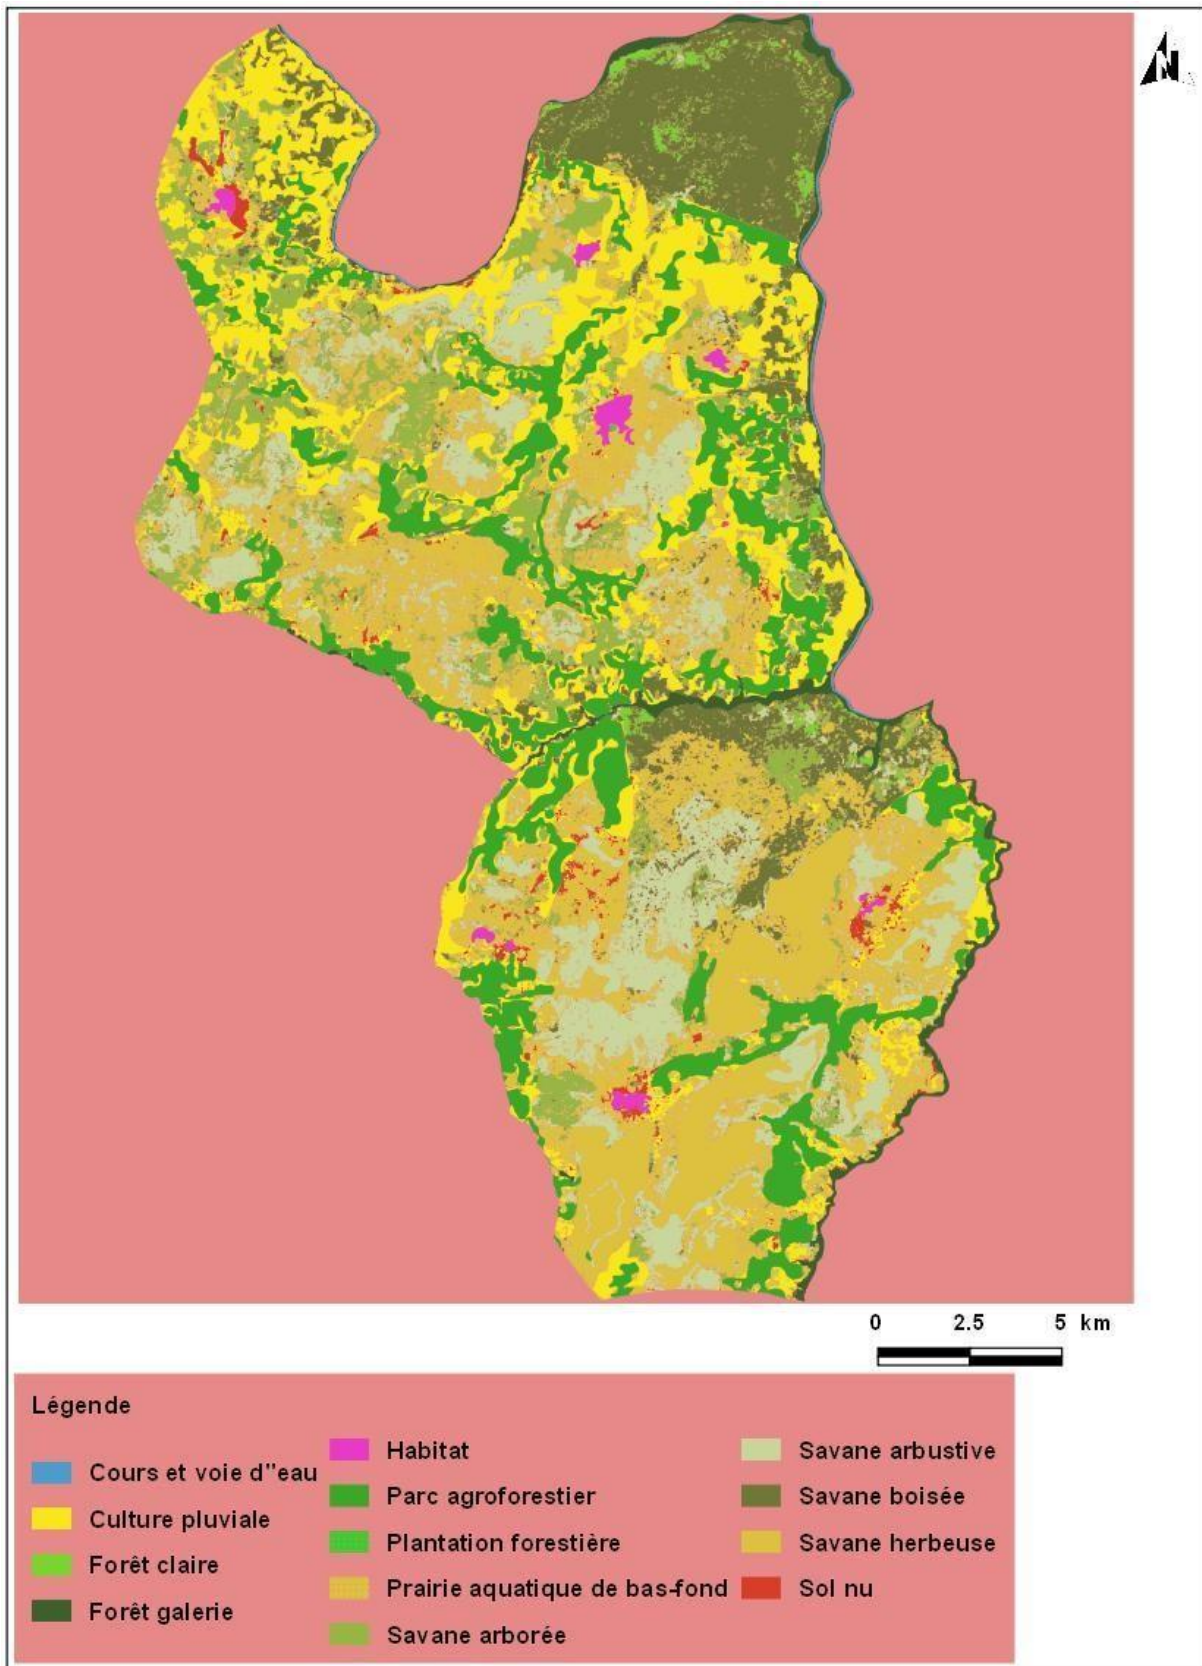 N
0 2.5 5 km
Légende
Cours et voie d"eau
Culture pluviale
Forêt claire
Forêt galerie
Habitat
Parc agroforestier
Plantation forestière
Prairie aquatique de bas-fond
Savane arborée
Savane arbustive
Savane boisée
Savane herbeuse
Sol nu